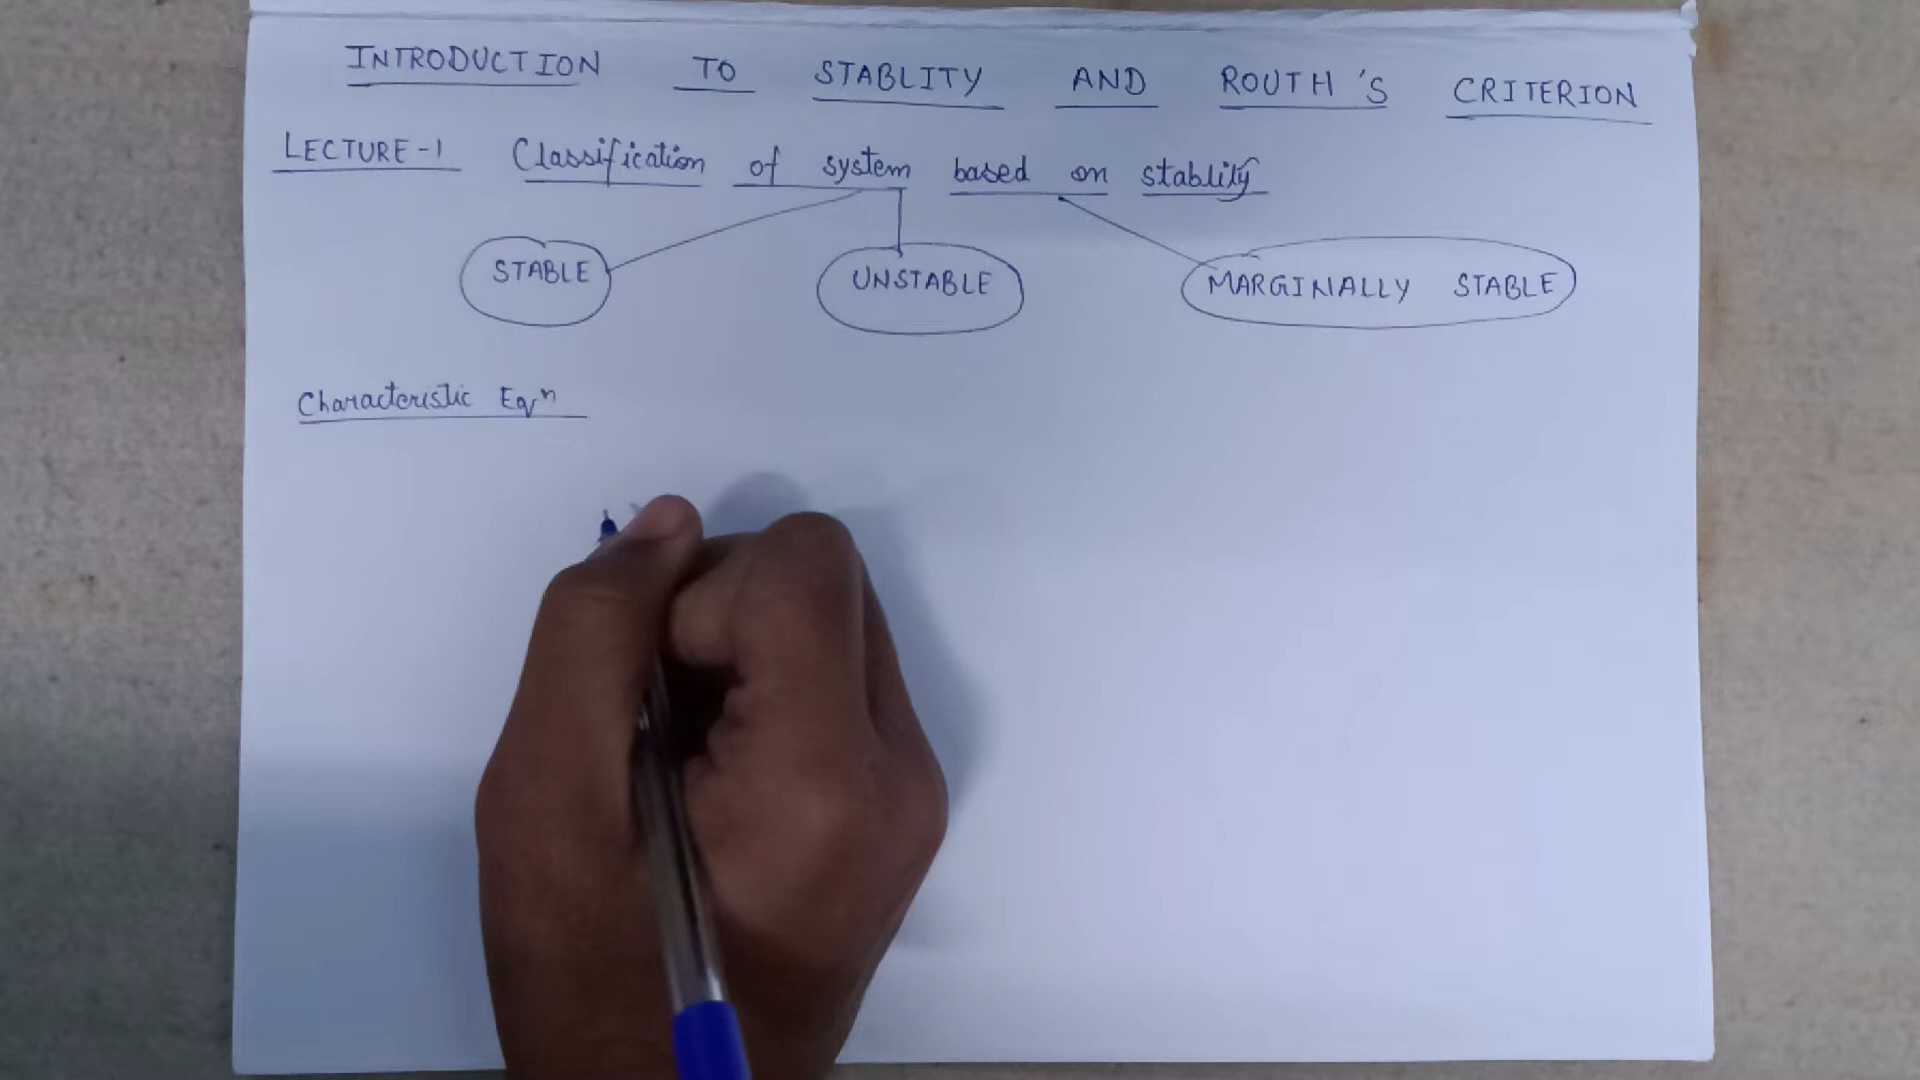 INTRODUCTION TO STABLITY AND ROUTH'S CRITERION
LECTURE-1 Classification of system based on stablity
STABLE UNSTABLE MARGINALLY STABLE
Characteristic Eqⁿ